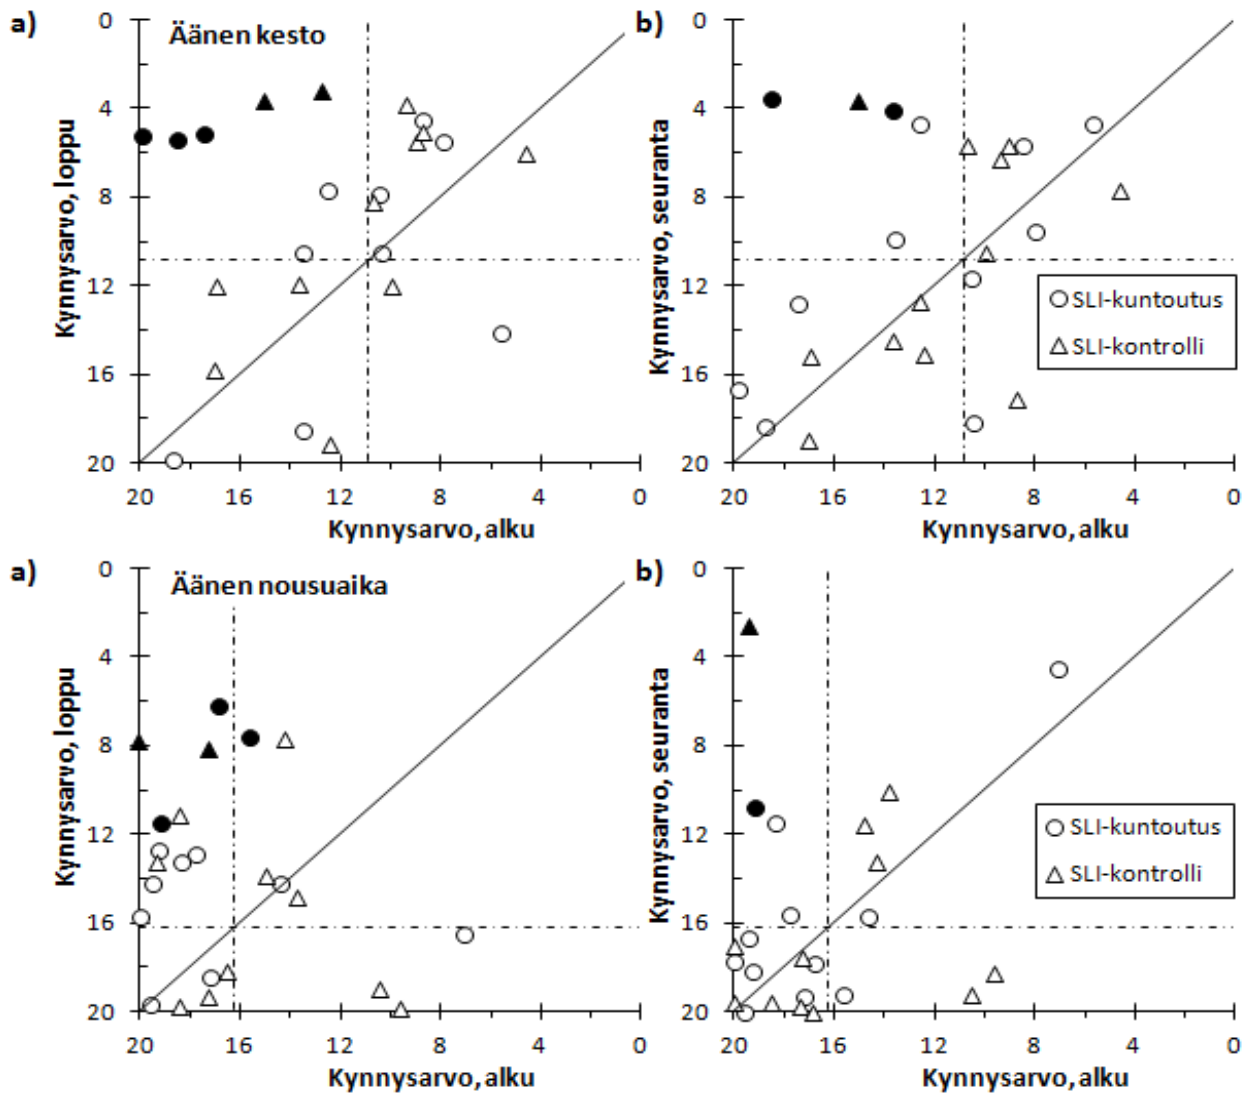 a)
Äänen kesto
0
4
8
12
16
20
Kynnysarvo, loppu
20 16 12 8 4 0
Kynnysarvo, alku
b)
0
4
8
12
16
20
Kynnysarvo, seuranta
SLI-kuntoutus
SLI-kontrolli
20 16 12 8 4 0
Kynnysarvo, alku
a)
Äänen nousuaika
0
4
8
12
16
20
Kynnysarvo, loppu
20 16 12 8 4 0
Kynnysarvo, alku
b)
0
4
8
12
16
20
Kynnysarvo, seuranta
SLI-kuntoutus
SLI-kontrolli
20 16 12 8 4 0
Kynnysarvo, alku